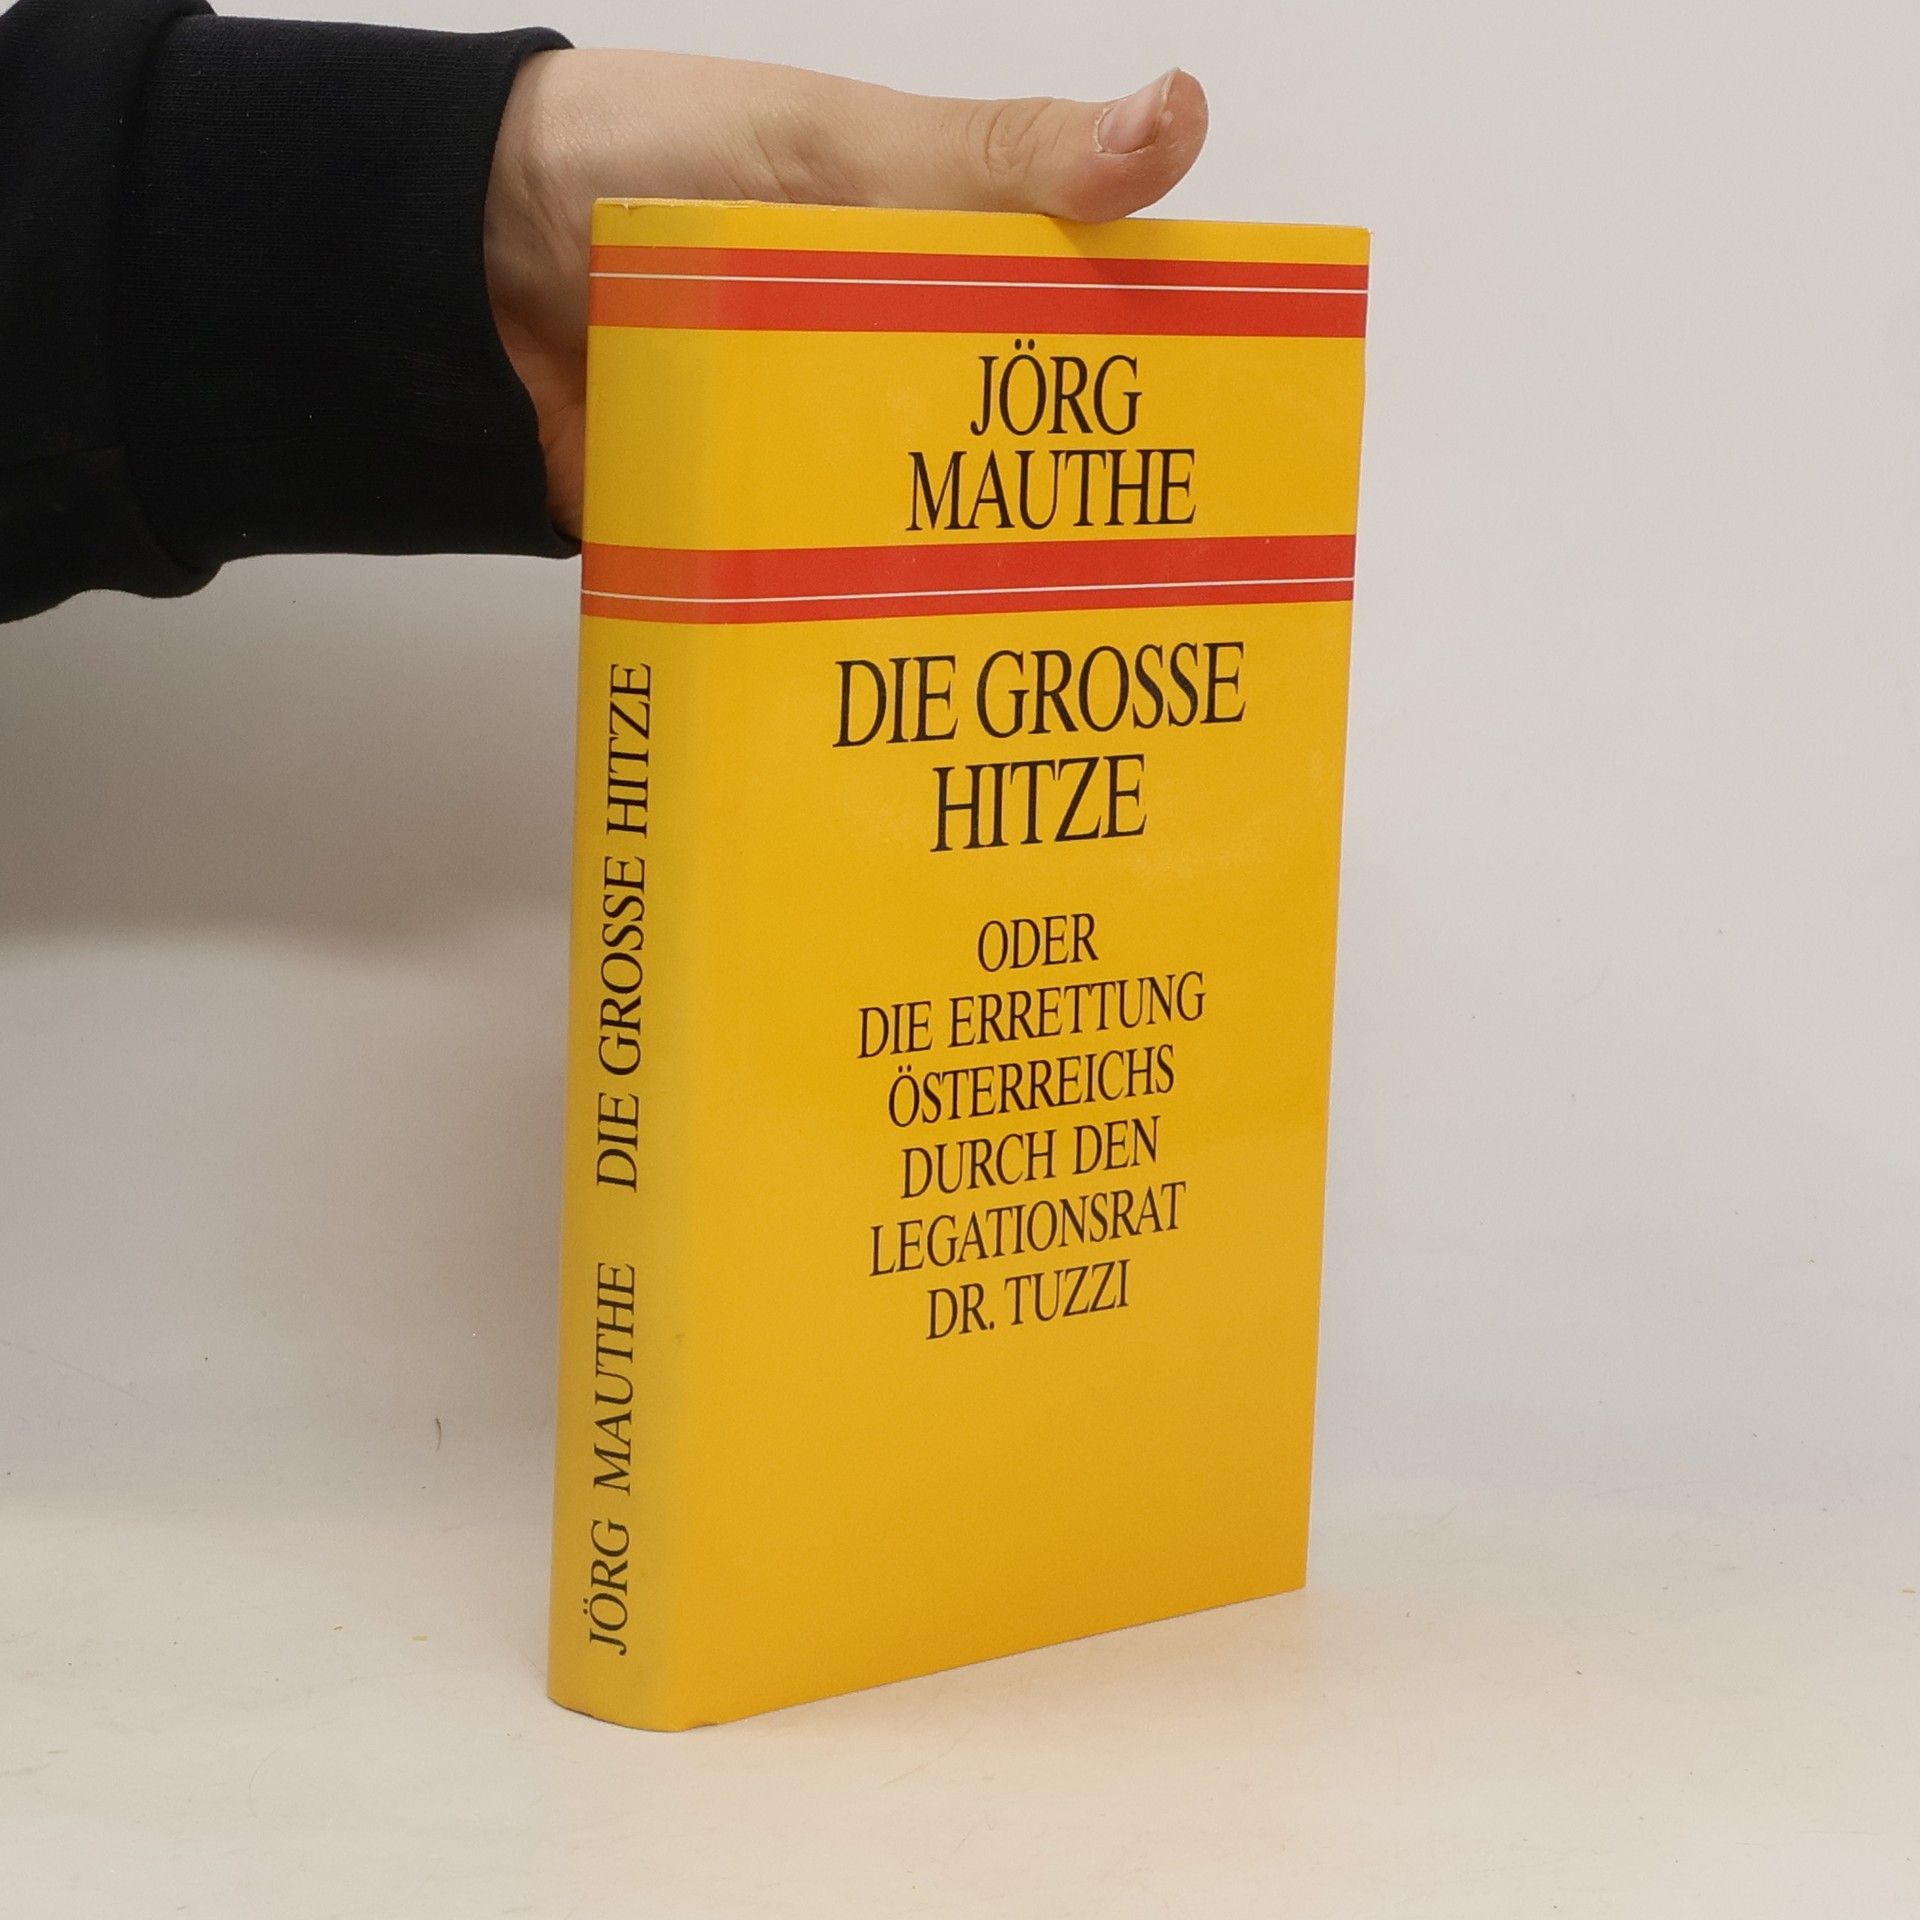 JÖRG
MAUTHE
DIE GROSSE
HITZE
ODER
DIE ERRETTUNG
ÖSTERREICHS
DURCH DEN
LEGATIONSRAT
DR. TUZZI
JÖRG MAUTHE DIE GROSSE HITZE